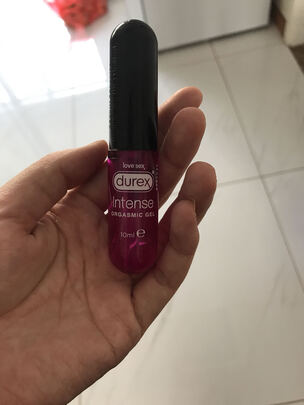 love sex
durex
Intense
ORGASMIC GEL
10ml e